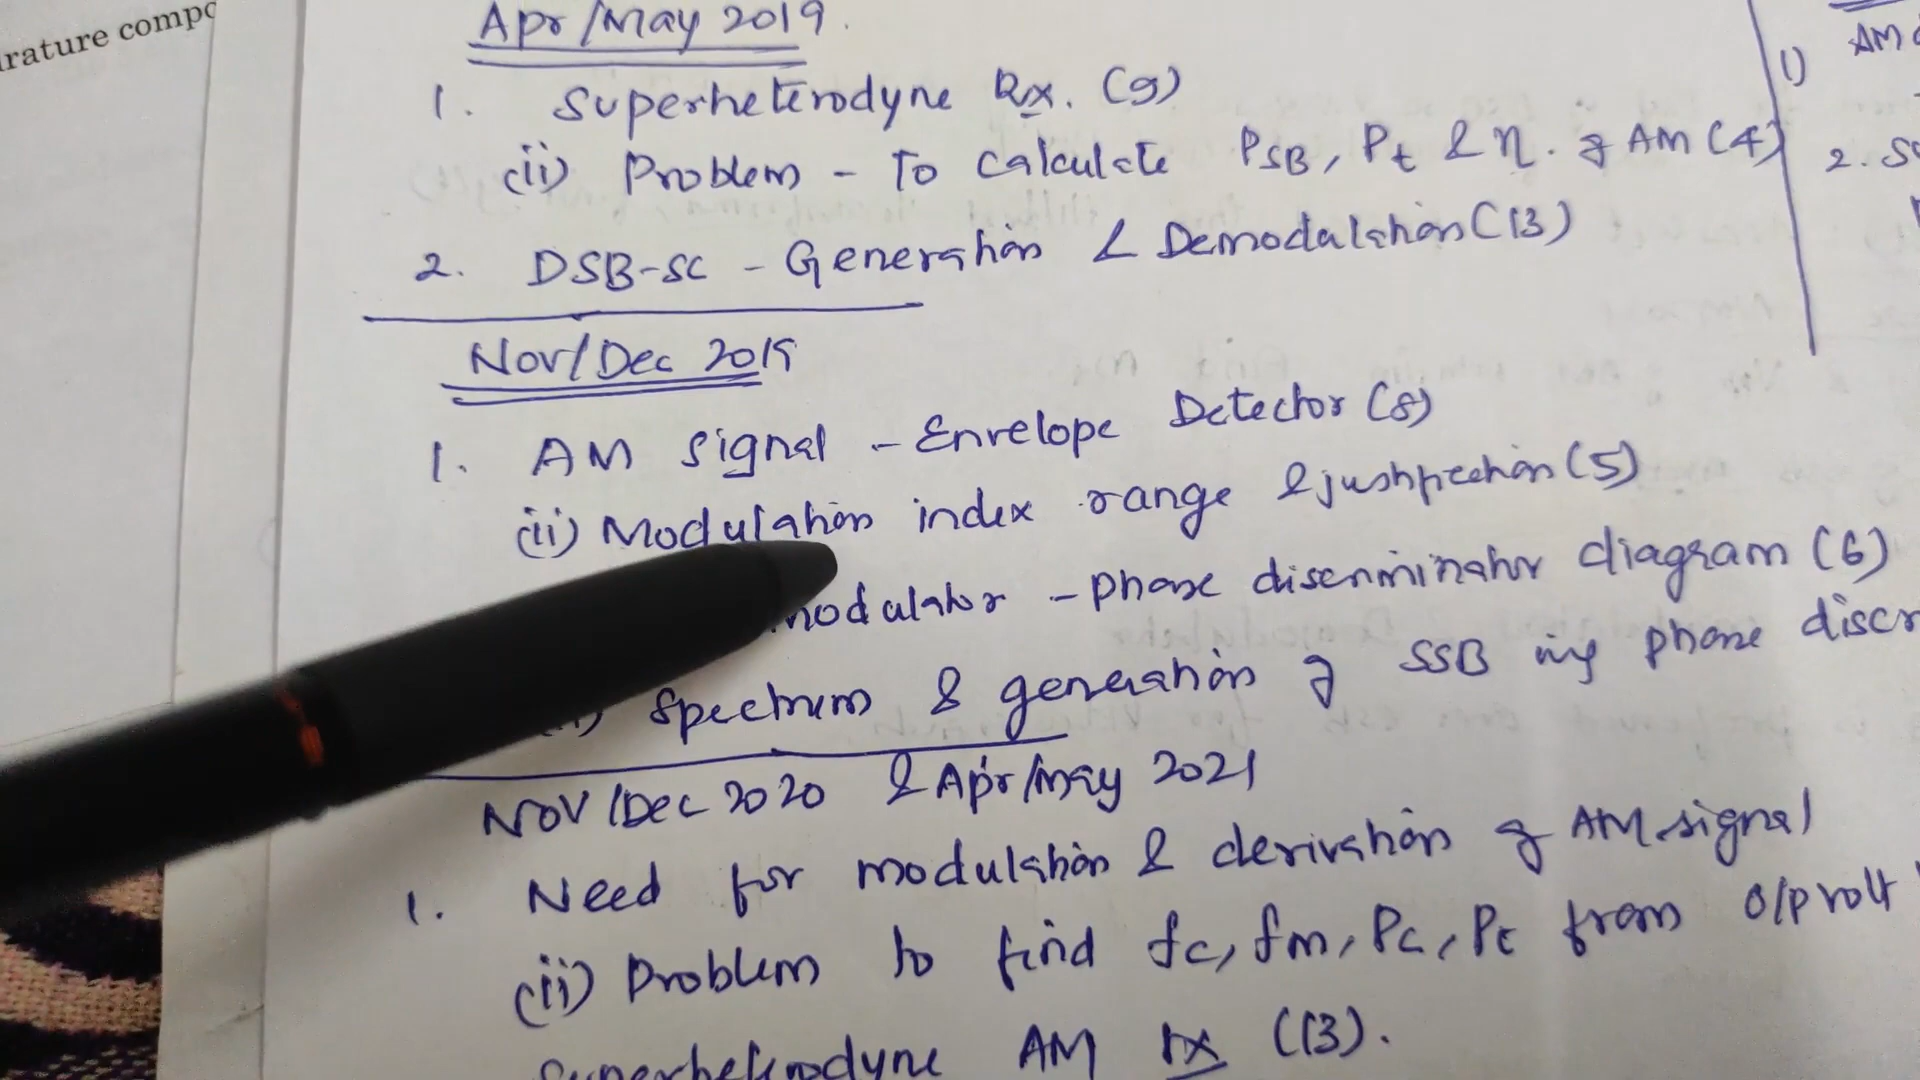 rature comp
Apr/May 2019.
1. Superheterodyne Rx. (9)
(ii) Problem - To calculate PSB, Pt & η. of AM (4)
2. DSB-SC - Generation & Demodulation (13)
Nov/Dec 2019
1. AM signal - Envelope Detector (8)
(ii) Modulation index range & justification (5)
modulator - phase discriminator diagram (6)
Spectrum & generation of SSB using phase discr
NOV/Dec 2020 & Apr/May 2021
1. Need for modulation & derivation of AM signal
(ii) Problem to find fc, fm, Pc, Pt from o/p volt
Superheterodyne AM rx (13).
1) AM
2. S